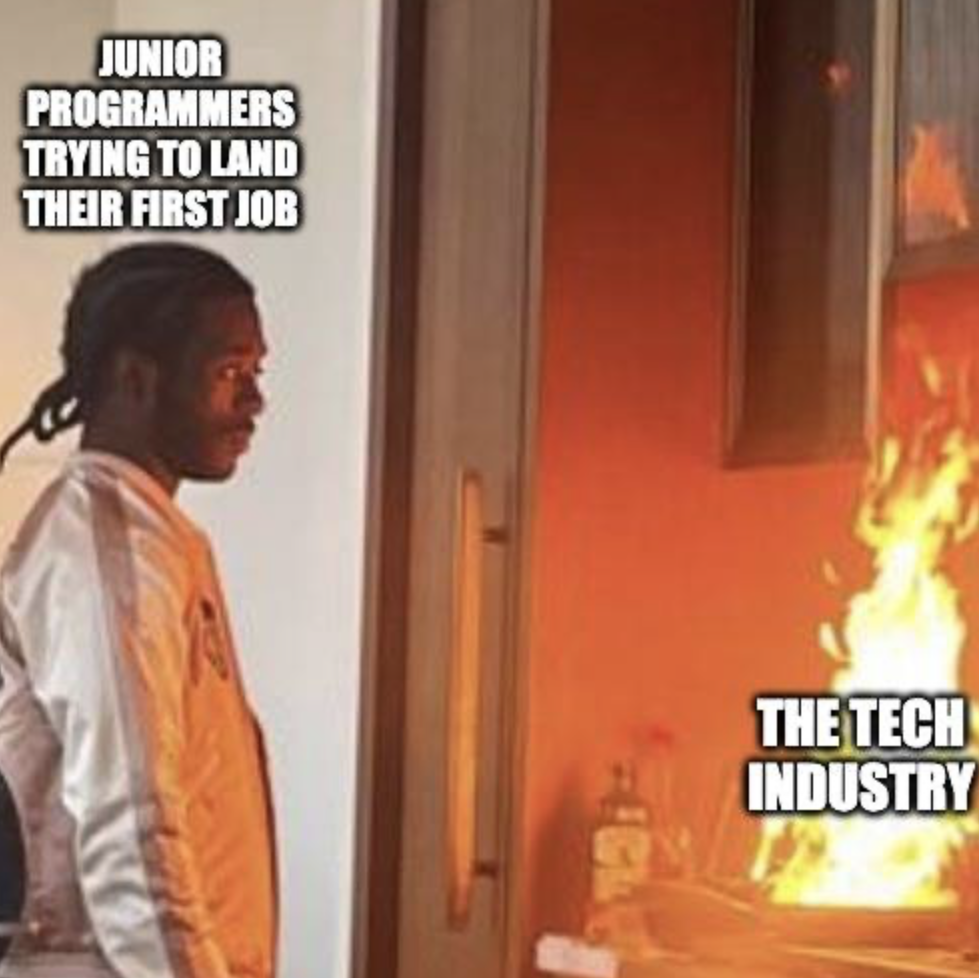 JUNIOR
PROGRAMMERS
TRYING TO LAND
THEIR FIRST JOB
THE TECH
INDUSTRY